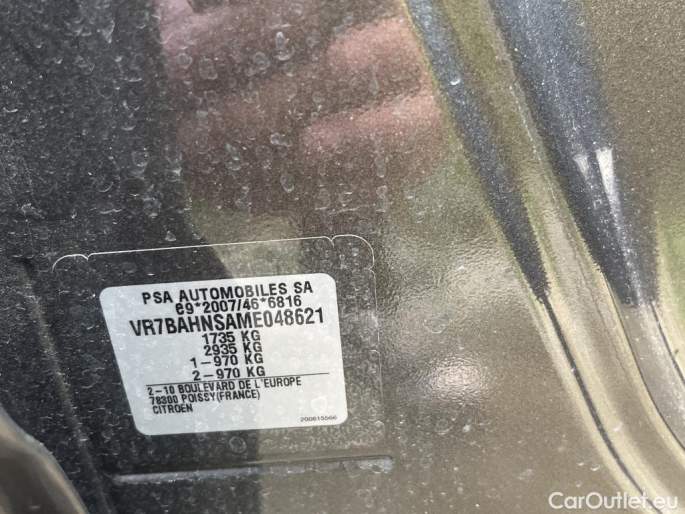 PSA AUTOMOBILES SA
e9*2007/46*6816
VR7BAHNSAME048621
1735 KG
2935 KG
1-970 KG
2-970 KG
2-10 BOULEVARD DE L'EUROPE
78300 POISSY(FRANCE)
CITROEN
200615566
CarOutlet.eu